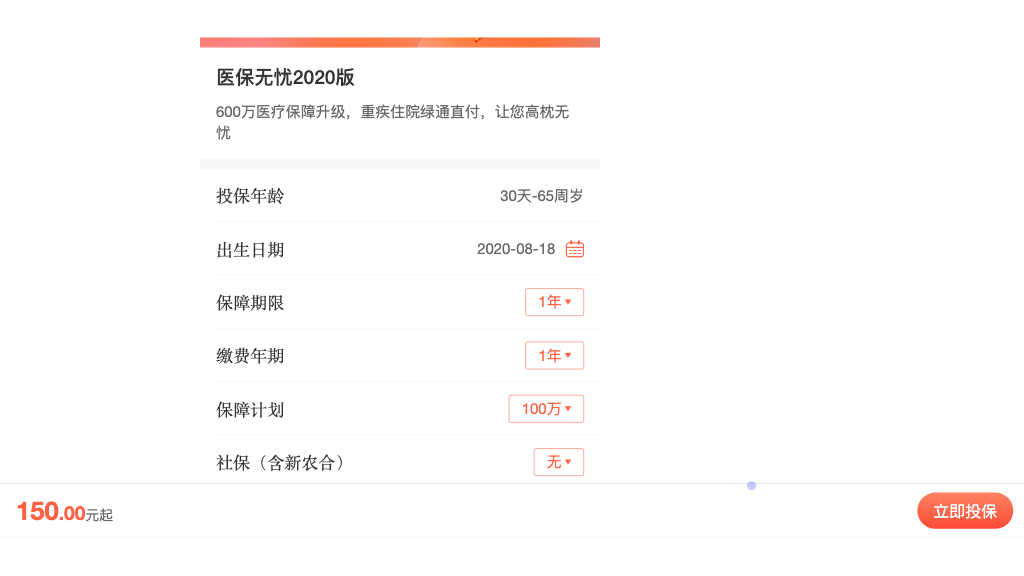 医保无忧2020版
600万医疗保障升级，重疾住院绿通直付，让您高枕无
忧
投保年龄 30天-65周岁
出生日期 2020-08-18
保障期限 1年
缴费年期 1年
保障计划 100万
社保（含新农合） 无
150.00元起 立即投保